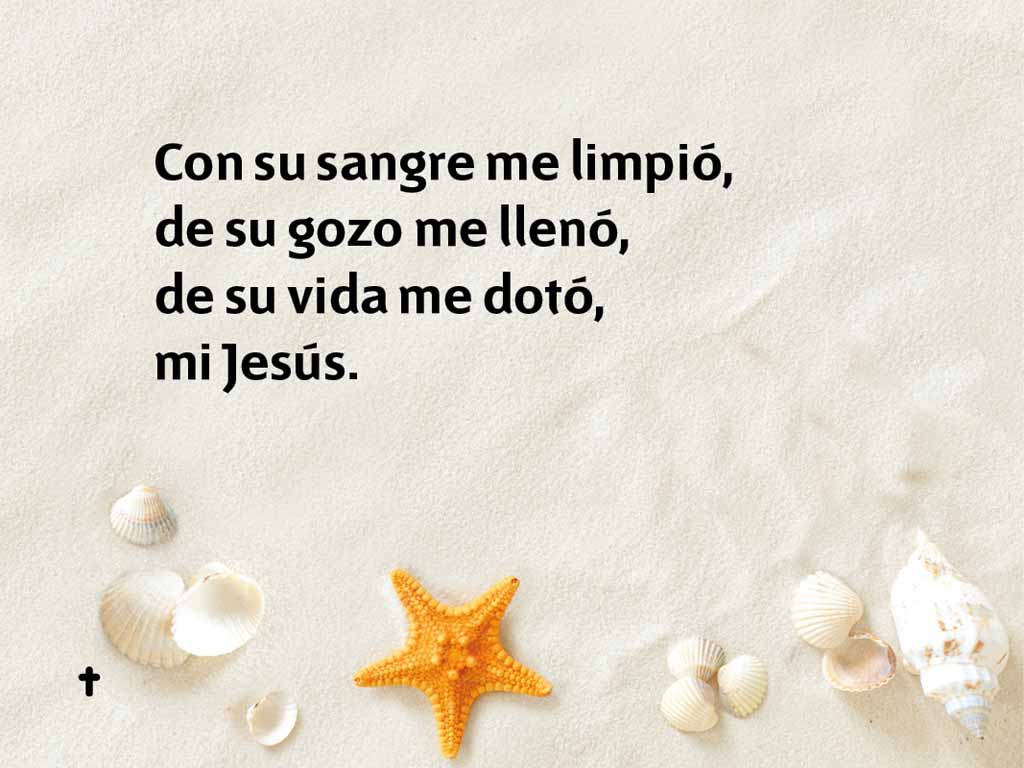 Con su sangre me limpió,
de su gozo me llenó,
de su vida me dotó,
mi Jesús.